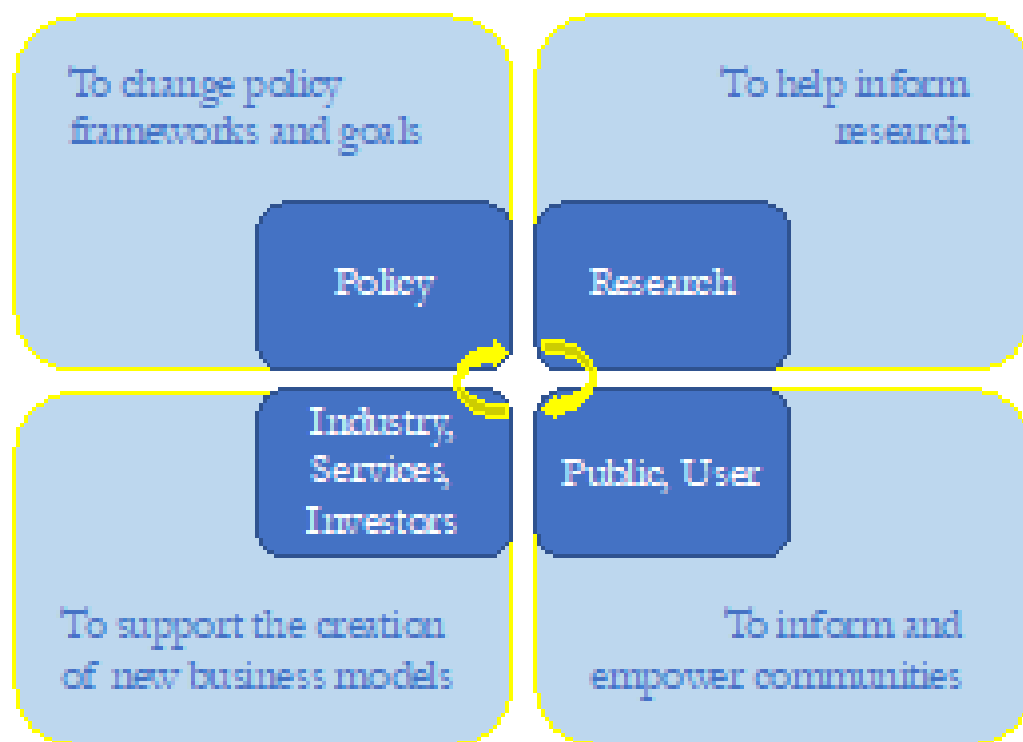 To change policy
frameworks and goals
To help inform
research
Policy
Research
Industry,
Services,
Investors
Public, User
To support the creation
of new business models
To inform and
empower communities